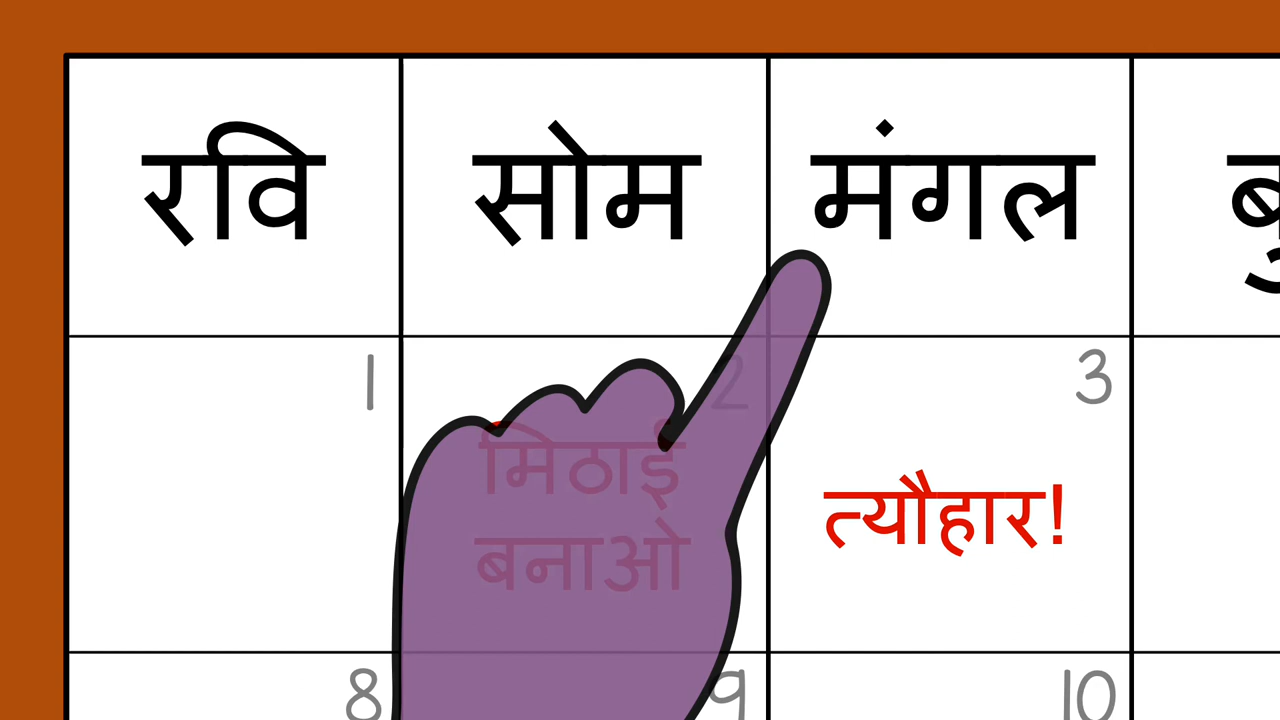 रवि सोम मंगल
1 2 3
मिठाई
बनाओ
त्यौहार!
8 9 10